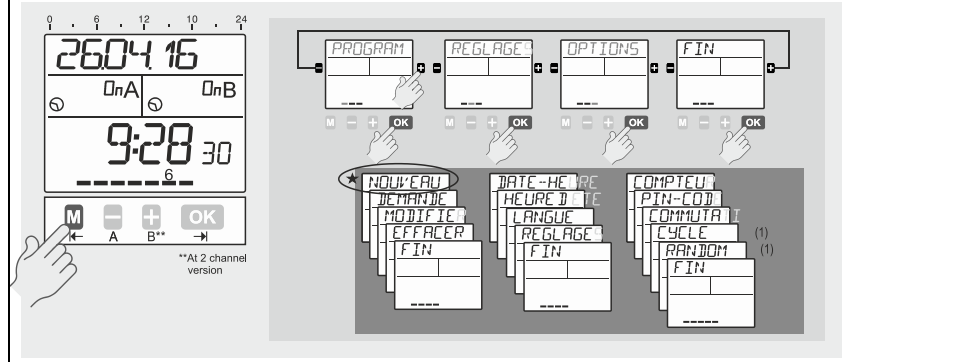 0 6 12 10 24
26.04.16
OnA OnB
9:28 30
6
M - + OK
A B**
**At 2 channel
version
PROGRAM REGLAGES OPTIONS FIN
- + - + - + - +
M - + OK M - + OK M - + OK M - + OK
★ NOUVEAU
DEMANDE
MODIFIER
EFFACER
FIN
DATE-HEURE
HEURE D ETE
LANGUE
REGLAGES
FIN
COMPTEUR
PIN-CODE
COMMUTATI
CYCLE (1)
RANDOM (1)
FIN